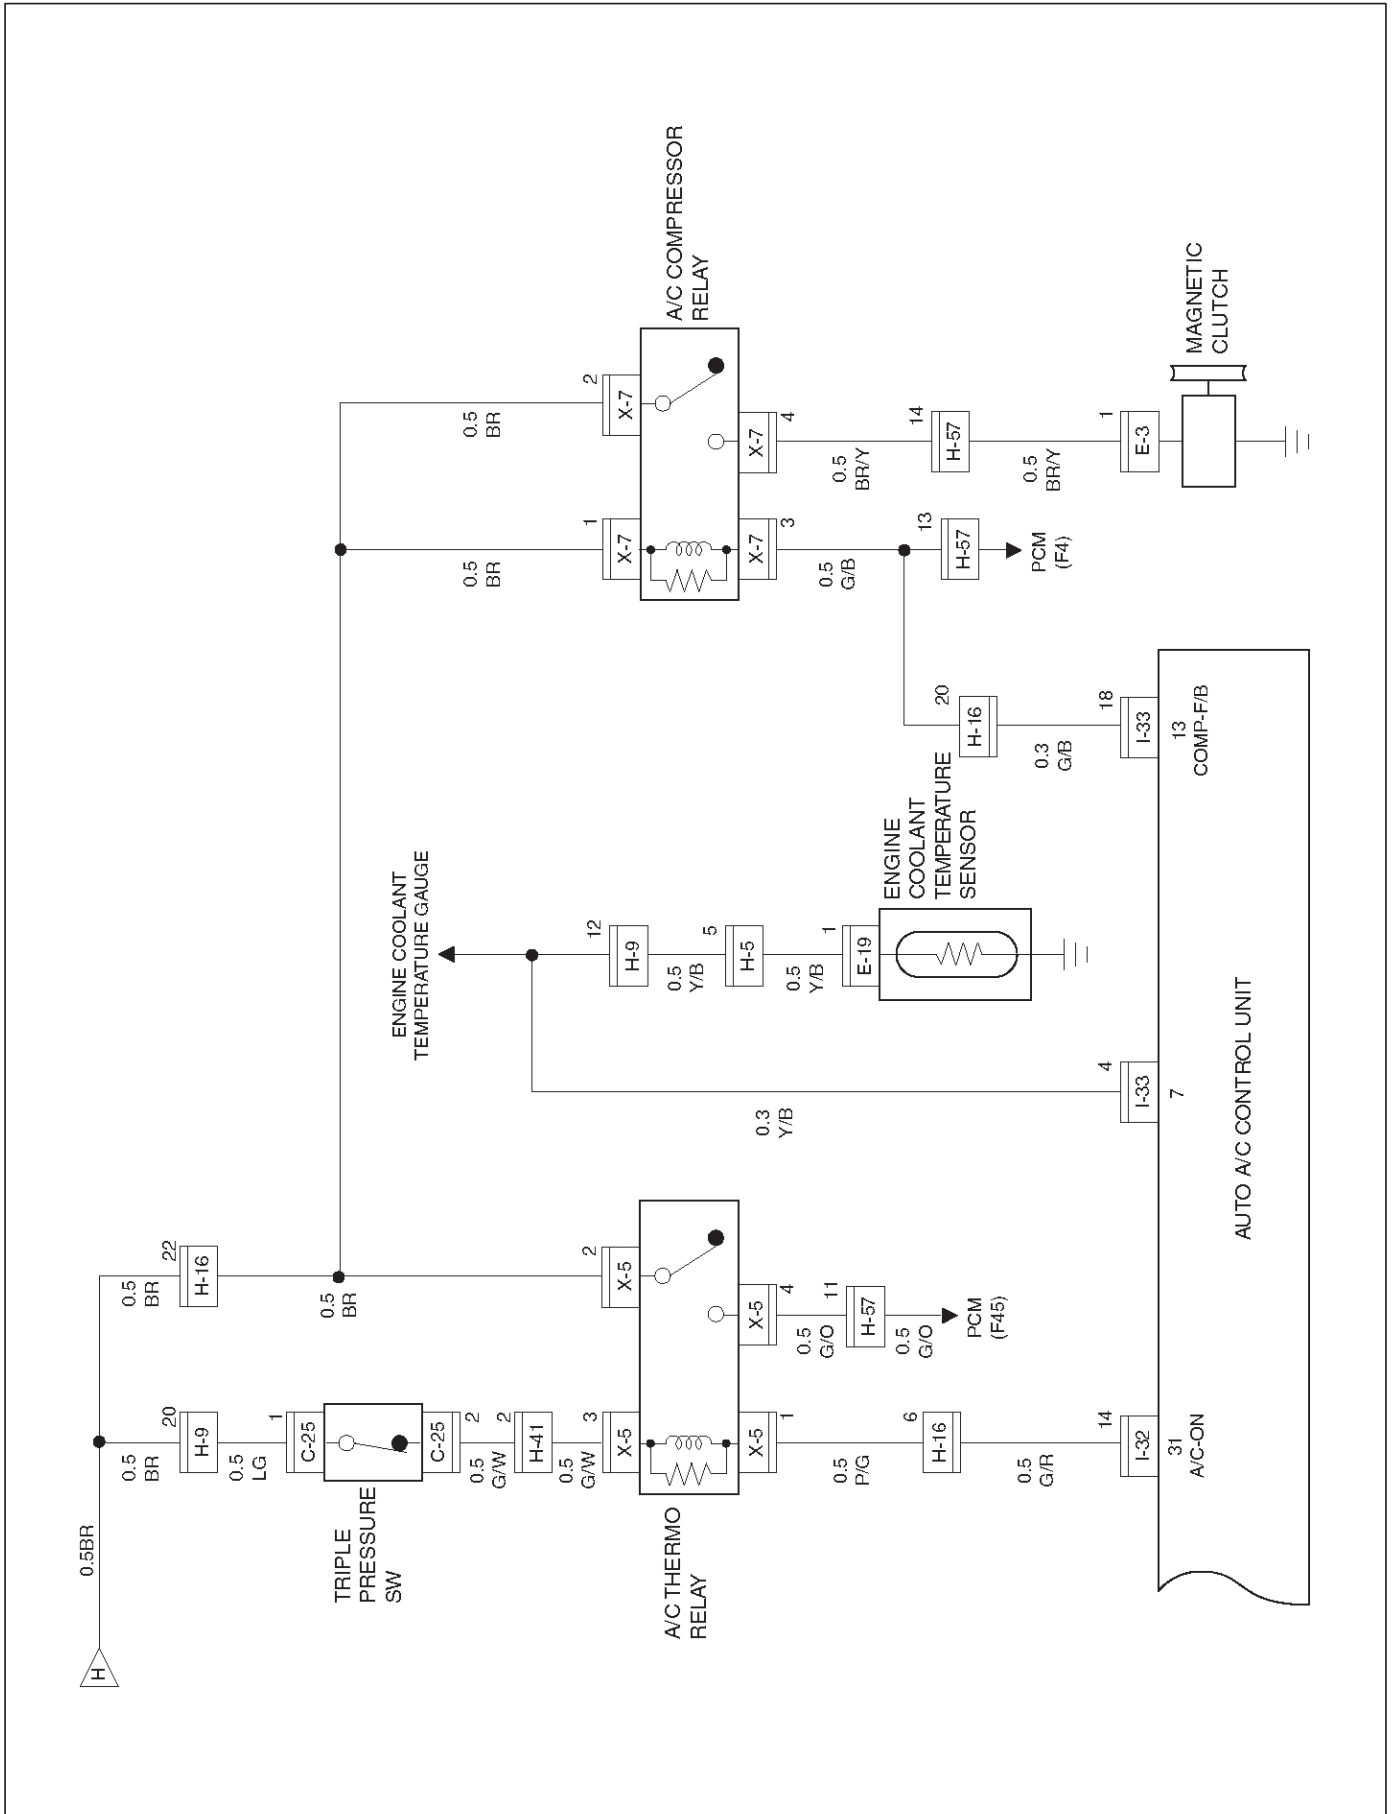 H
0.5BR
0.5
BR
20
H-9
0.5
LG
1
C-25
TRIPLE
PRESSURE
SW
C-25
2
0.5
G/W
2
H-41
0.5
G/W
3
X-5
A/C THERMO
RELAY
X-5
1
0.5
P/G
6
H-16
0.5
G/R
14
I-32
31
A/C-ON
0.5
BR
22
H-16
0.5
BR
2
X-5
X-5
4
0.5
G/O
11
H-57
0.5
G/O
PCM
(F45)
ENGINE COOLANT
TEMPERATURE GAUGE
0.3
Y/B
4
I-33
7
12
H-9
0.5
Y/B
5
H-5
0.5
Y/B
1
E-19
ENGINE
COOLANT
TEMPERATURE
SENSOR
AUTO A/C CONTROL UNIT
0.5
BR
1
X-7
0.5
BR
2
X-7
A/C COMPRESSOR
RELAY
X-7
3
0.5
G/B
13
H-57
PCM
(F4)
20
H-16
0.3
G/B
18
I-33
13
COMP-F/B
X-7
4
0.5
BR/Y
14
H-57
0.5
BR/Y
1
E-3
MAGNETIC
CLUTCH